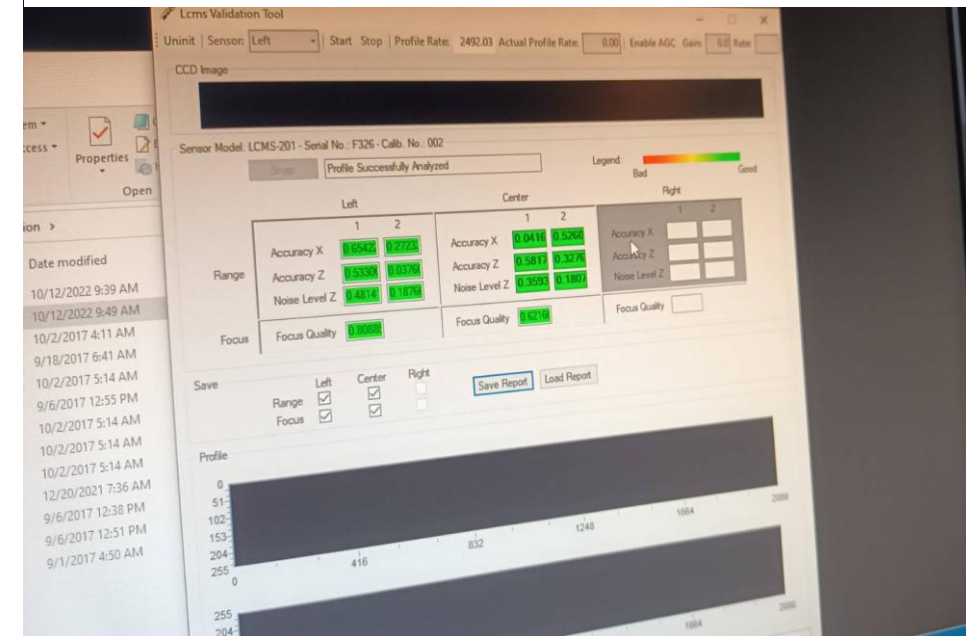 Lcms Validation Tool
Uninit Sensor: Left Start Stop Profile Rate: 2492.03 Actual Profile Rate: 0.00 Enable AGC Gain: 0.0 Rate:
CCD Image
Sensor Model: LCMS-201 - Serial No.: F326 - Calib. No.: 002
Snap Profile Successfully Analyzed
Legend:
Bad Good
Left Center Right
1 2 1 2 1 2
Range
Accuracy X 0.6542 0.2723 Accuracy X 0.0416 0.5260 Accuracy X
Accuracy Z 0.5330 0.0376 Accuracy Z 0.5817 0.3276 Accuracy Z
Noise Level Z 0.4814 0.1876 Noise Level Z 0.3593 0.1807 Noise Level Z
Focus Focus Quality 0.8088 Focus Quality 0.6216 Focus Quality
Save
Left Center Right
Range
Focus
Save Report Load Report
Profile
0
51
102
153
204
255
0 416 832 1248 1664 2080
255
204
1664 2080
Properties
Open
Date modified
10/12/2022 9:39 AM
10/12/2022 9:49 AM
10/2/2017 4:11 AM
9/18/2017 6:41 AM
10/2/2017 5:14 AM
9/6/2017 12:55 PM
10/2/2017 5:14 AM
10/2/2017 5:14 AM
10/2/2017 5:14 AM
12/20/2021 7:36 AM
9/6/2017 12:38 PM
9/6/2017 12:51 PM
9/1/2017 4:50 AM